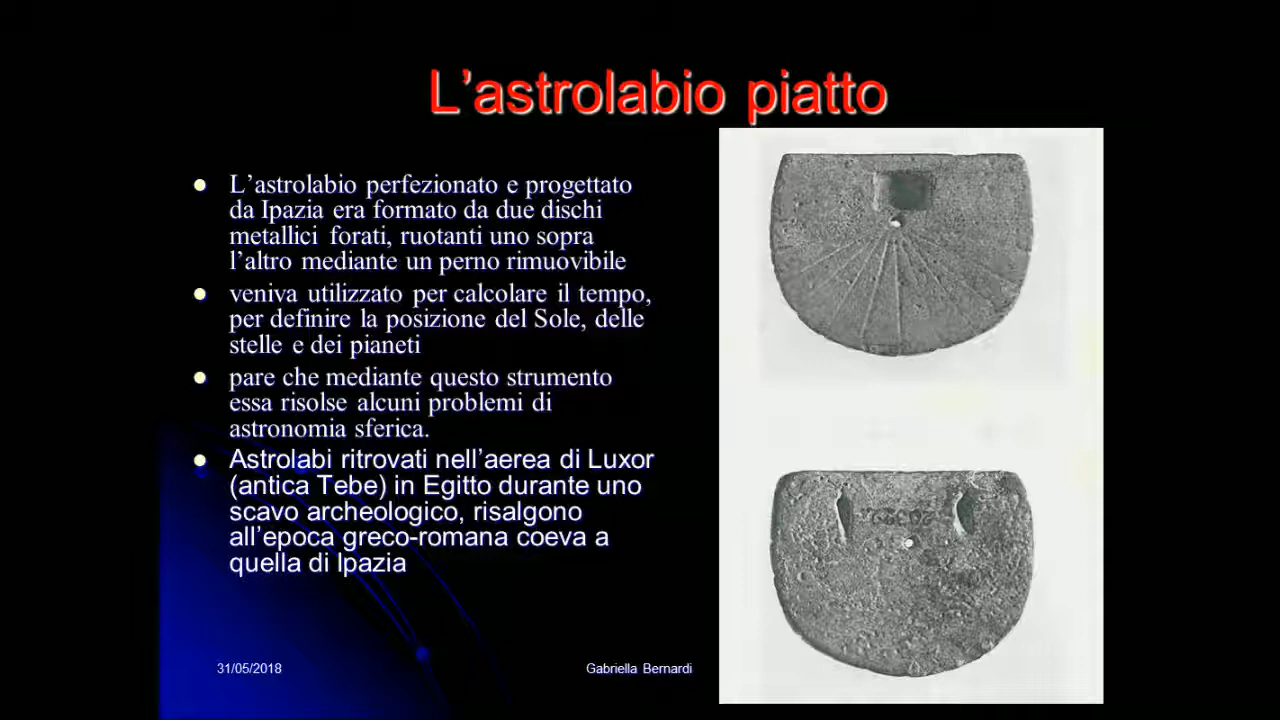 L’astrolabio piatto
L’astrolabio perfezionato e progettato
da Ipazia era formato da due dischi
metallici forati, ruotanti uno sopra
l’altro mediante un perno rimuovibile
veniva utilizzato per calcolare il tempo,
per definire la posizione del Sole, delle
stelle e dei pianeti
pare che mediante questo strumento
essa risolse alcuni problemi di
astronomia sferica.
Astrolabi ritrovati nell’aerea di Luxor
(antica Tebe) in Egitto durante uno
scavo archeologico, risalgono
all’epoca greco-romana coeva a
quella di Ipazia
31/05/2018
Gabriella Bernardi